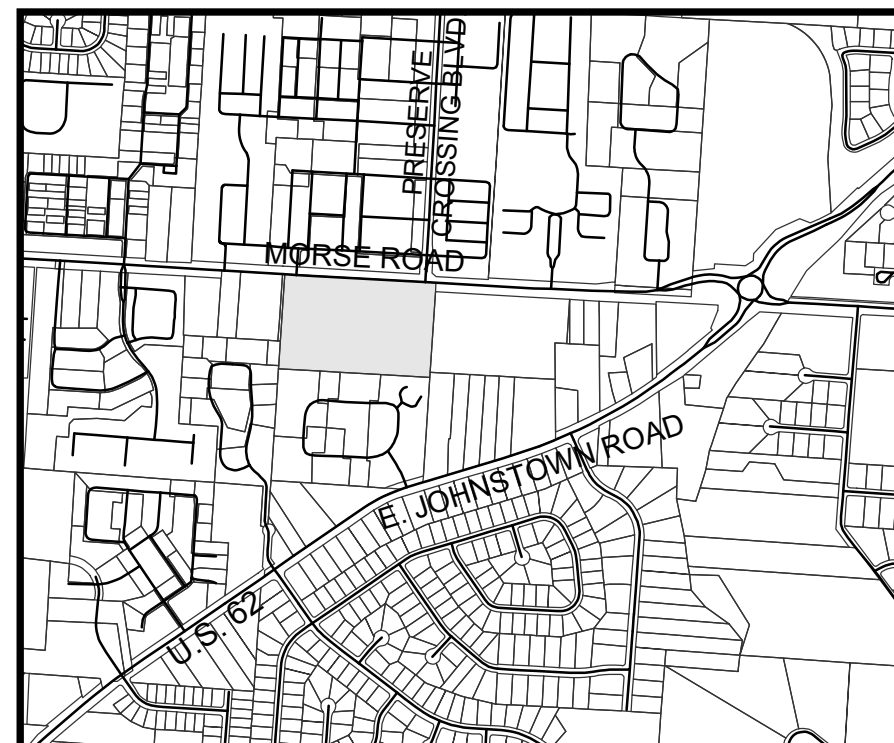 PRESERVE
CROSSING BLVD
MORSE ROAD
E. JOHNSTOWN ROAD
U.S. 62